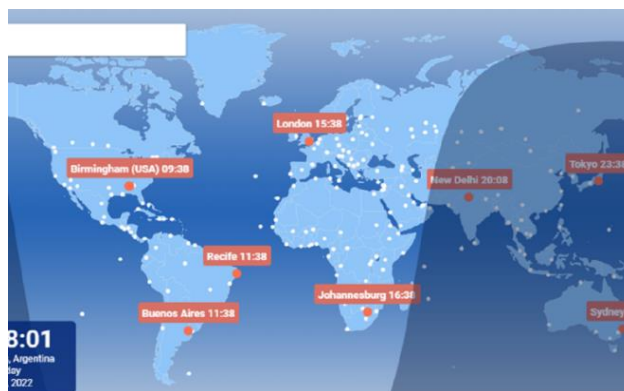 London 15:38
Birmingham (USA) 09:38
Tokyo 23:38
New Delhi 20:08
Recife 11:38
Johannesburg 16:38
Buenos Aires 11:38
Sydney
8:01
, Argentina
day
2022